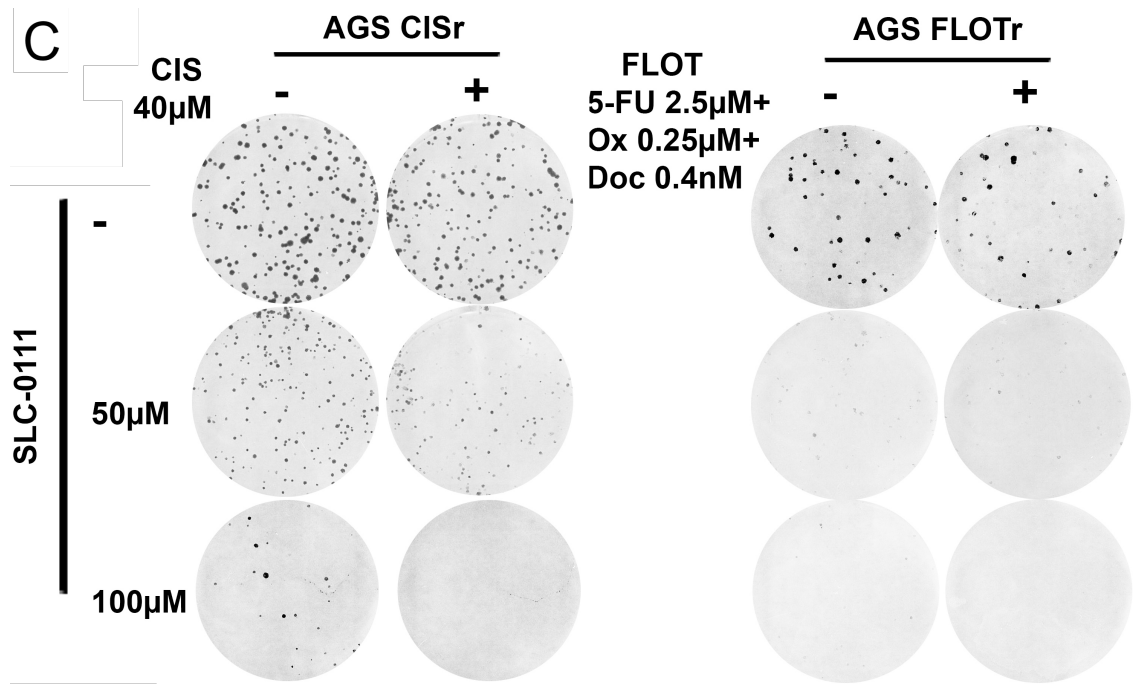 C
AGS CISr
CIS
40µM
- +
AGS FLOTr
FLOT
5-FU 2.5µM+
Ox 0.25µM+
Doc 0.4nM
- +
SLC-0111
-
50µM
100µM